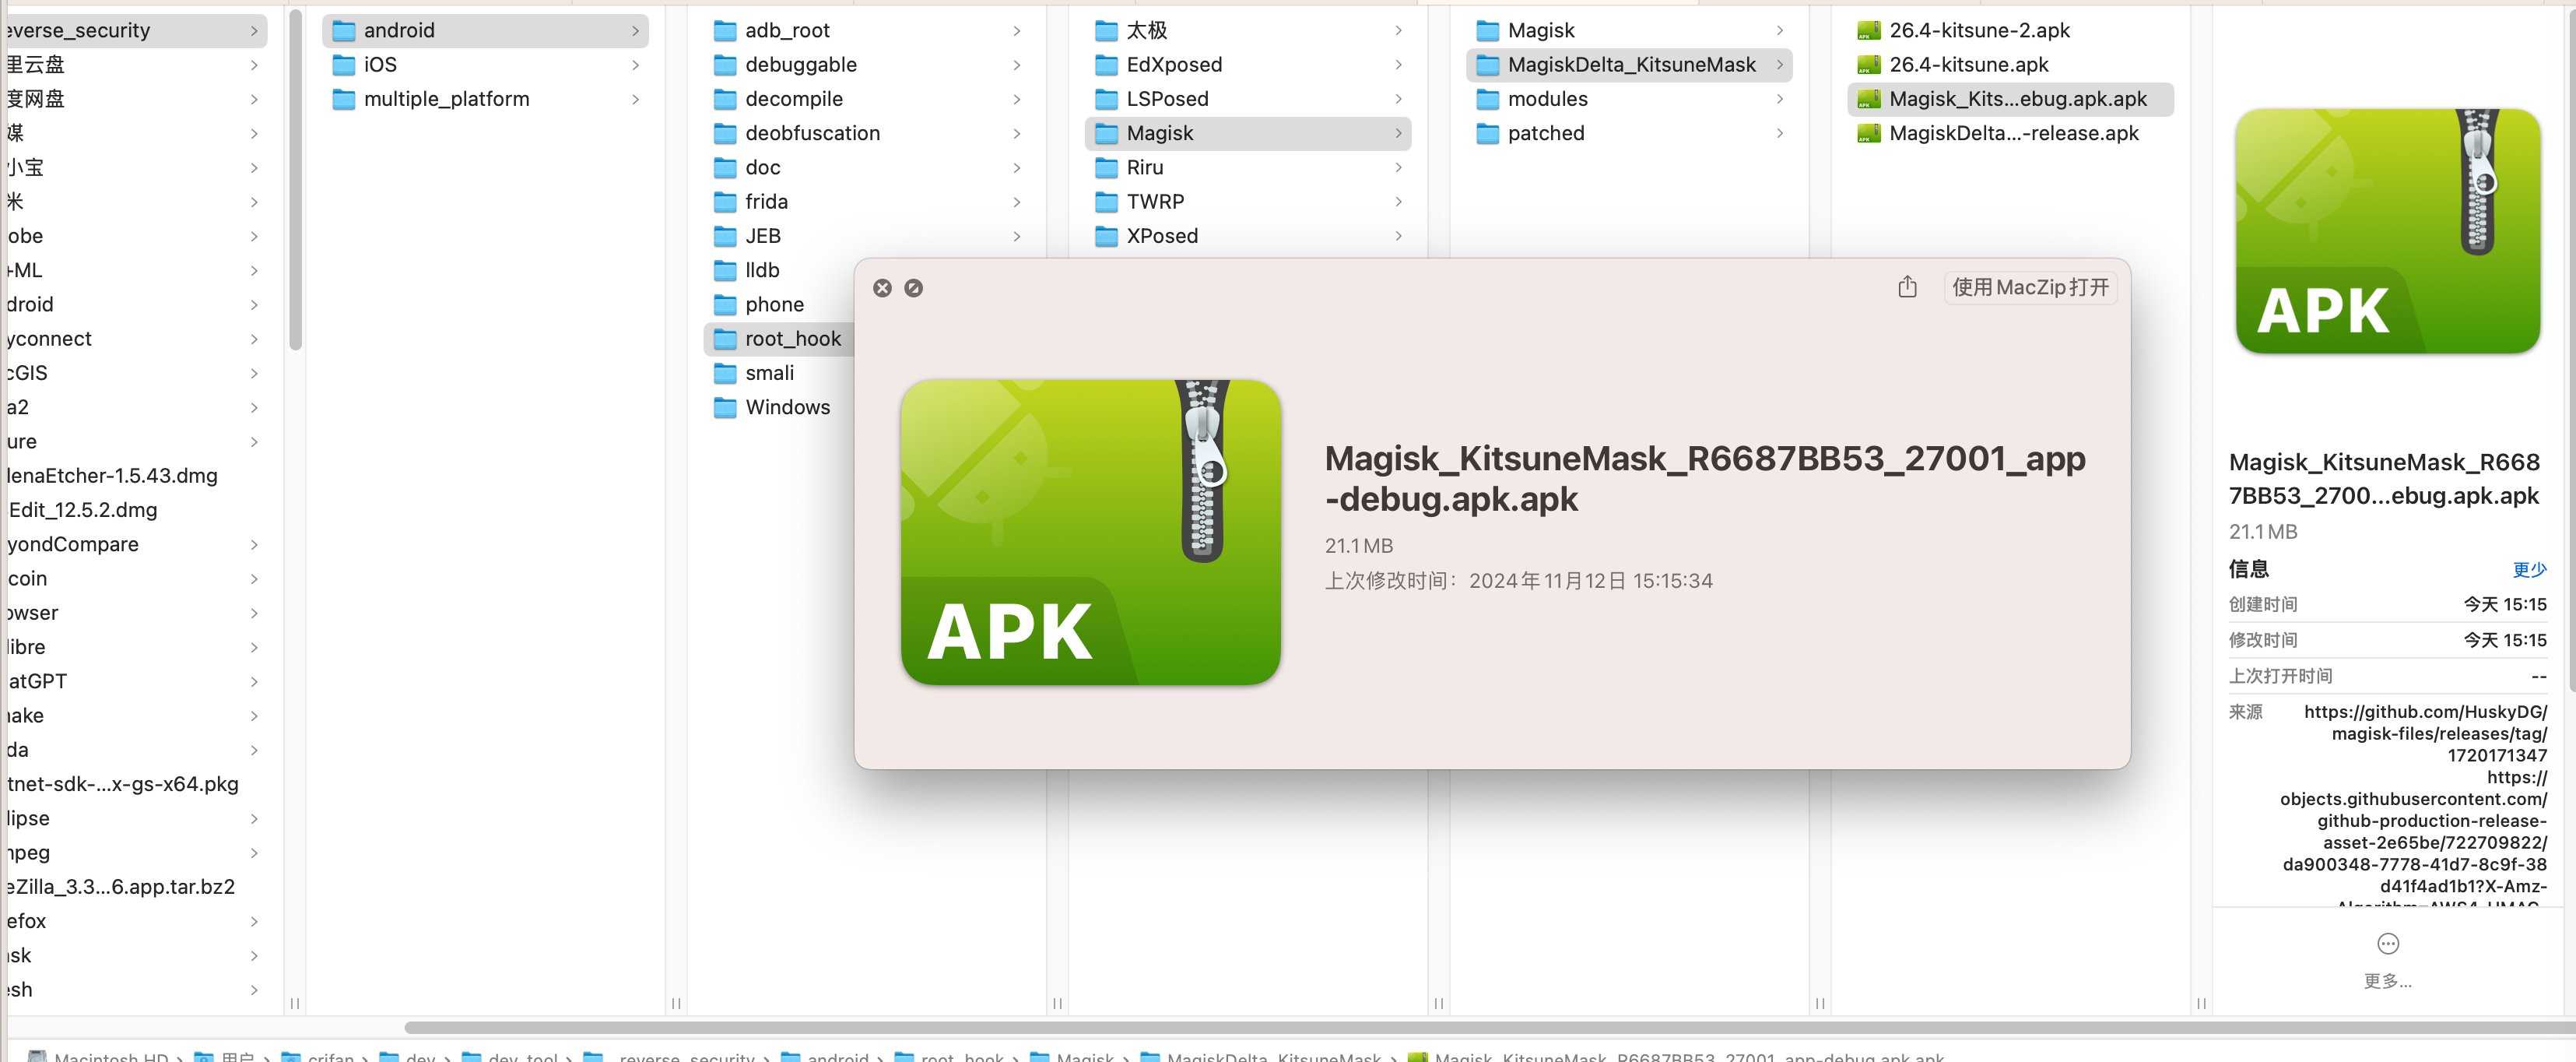 everse_security
里云盘
度网盘
媒
小宝
米
obe
+ML
droid
yconnect
cGIS
a2
ure
lenaEtcher-1.5.43.dmg
Edit_12.5.2.dmg
yondCompare
coin
owser
libre
atGPT
nake
da
tnet-sdk-...x-gs-x64.pkg
lipse
npeg
eZilla_3.3...6.app.tar.bz2
efox
ask
esh
android
iOS
multiple_platform
adb_root
debuggable
decompile
deobfuscation
doc
frida
JEB
lldb
phone
root_hook
smali
Windows
太极
EdXposed
LSPosed
Magisk
Riru
TWRP
XPosed
Magisk
MagiskDelta_KitsuneMask
modules
patched
26.4-kitsune-2.apk
26.4-kitsune.apk
Magisk_Kits...ebug.apk.apk
MagiskDelta...-release.apk
使用MacZip打开
APK
Magisk_KitsuneMask_R6687BB53_27001_app
-debug.apk.apk
21.1 MB
上次修改时间：2024年11月12日 15:15:34
APK
Magisk_KitsuneMask_R668
7BB53_2700...ebug.apk.apk
21.1 MB
信息 更少
创建时间 今天 15:15
修改时间 今天 15:15
上次打开时间 --
来源 https://github.com/HuskyDG/
magisk-files/releases/tag/
1720171347
https://
objects.githubusercontent.com/
github-production-release-
asset-2e65be/722709822/
da900348-7778-41d7-8c9f-38
d41f4ad1b1?X-Amz-
Algorithm=AWS4-HMAC-
更多...
Macintosh HD › 用户 › crifan › dev › dev_tool › _reverse_security › android › root_hook › Magisk › MagiskDelta_KitsuneMask › Magisk_KitsuneMask_R6687BB53_27001_app-debug.apk.apk